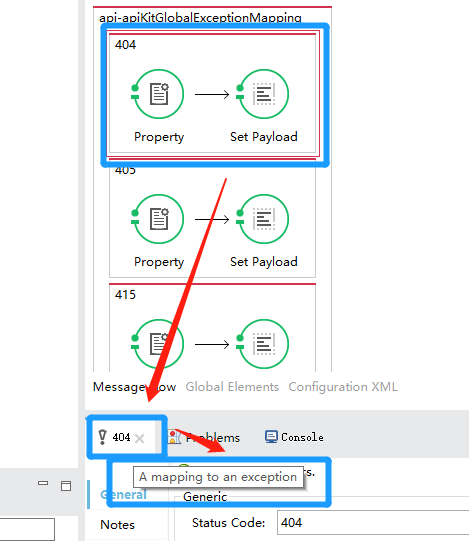 api-apiKitGlobalExceptionMapping
404
Property Set Payload
405
Property Set Payload
415
Message Flow Global Elements Configuration XML
404 Problems Console
rs.
A mapping to an exception
General Generic
Notes Status Code: 404